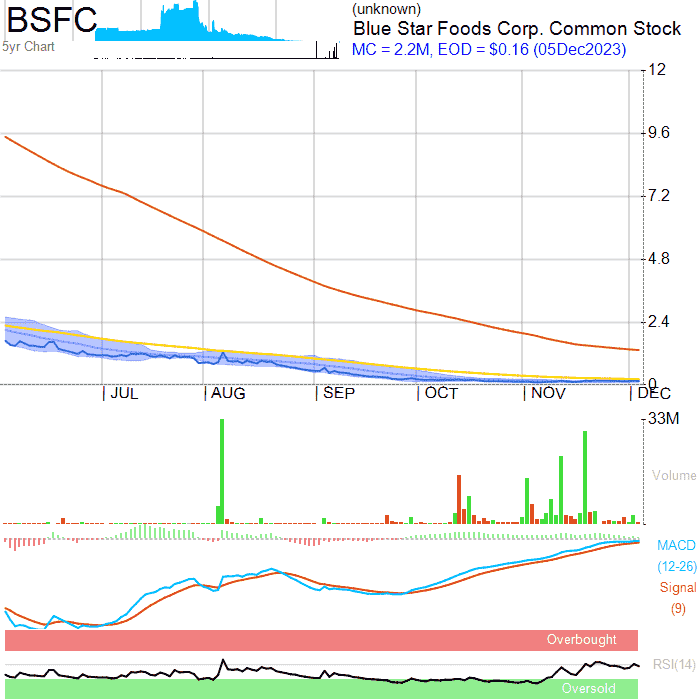 BSFC
5yr Chart
(unknown)
Blue Star Foods Corp. Common Stock
MC = 2.2M, EOD = $0.16 (05Dec2023)
12
9.6
7.2
4.8
2.4
0
JUL AUG SEP OCT NOV DEC
33M
Volume
MACD
(12-26)
Signal
(9)
Overbought
RSI(14)
Oversold